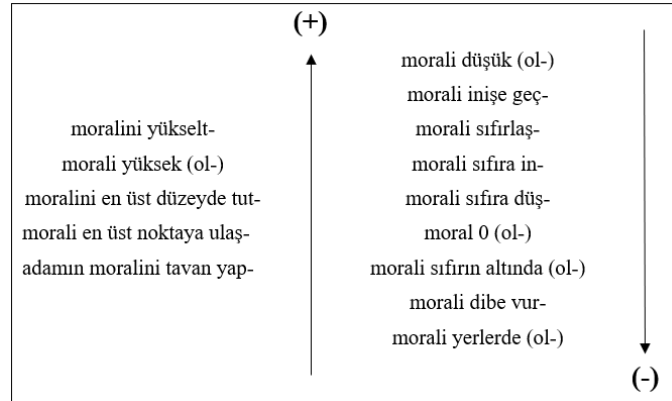 (+)
moralini yükselt-
morali yüksek (ol-)
moralini en üst düzeyde tut-
morali en üst noktaya ulaş-
adamın moralini tavan yap-
morali düşük (ol-)
morali inişe geç-
morali sıfırlaş-
morali sıfıra in-
morali sıfıra düş-
moral 0 (ol-)
morali sıfırın altında (ol-)
morali dibe vur-
morali yerlerde (ol-)
(-)